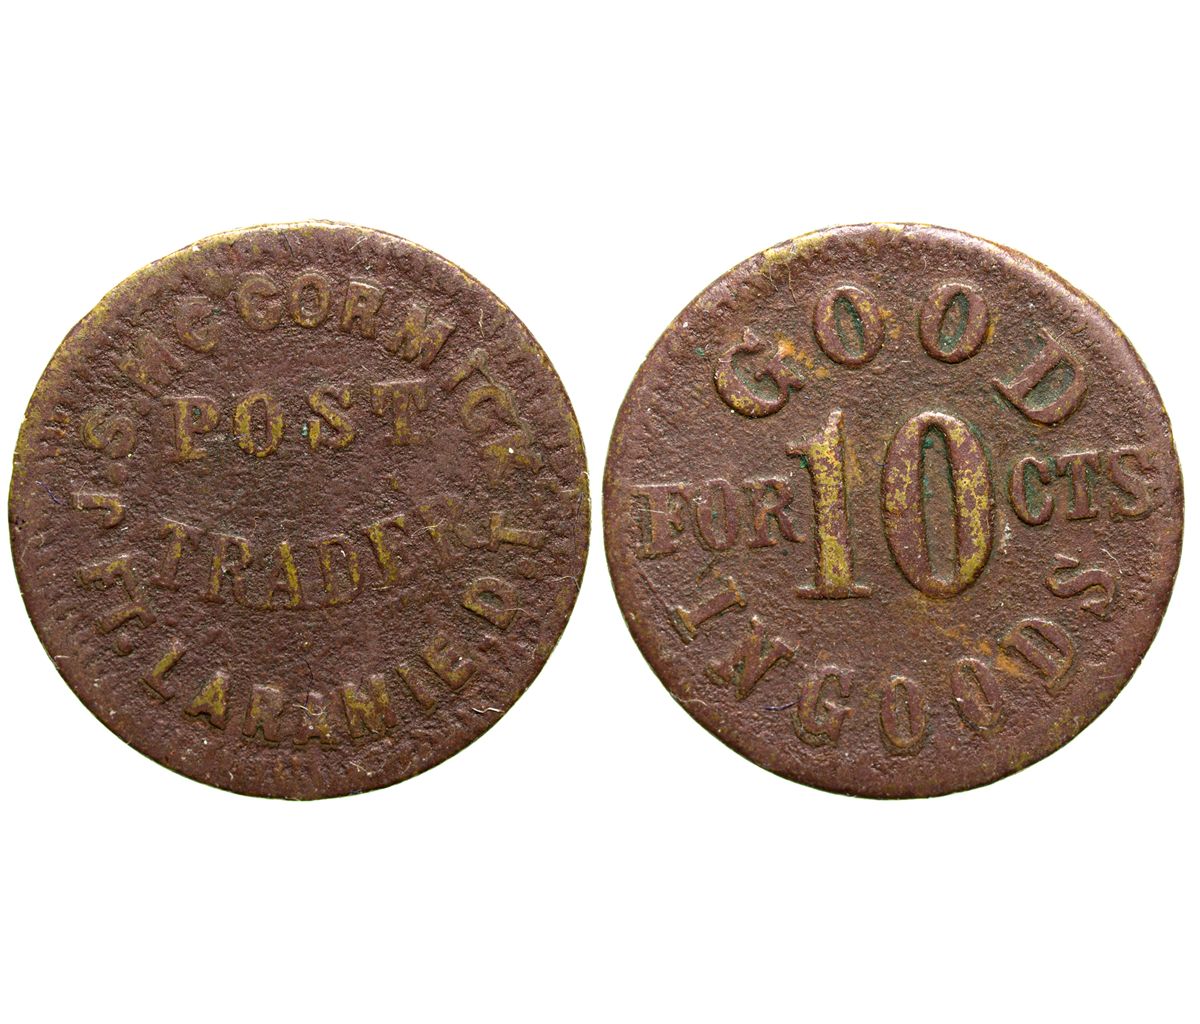 J.S. MCCORMICK
POST
TRADER
FT. LARAMIE. D.T.
GOOD
FOR 10 CTS
IN GOODS